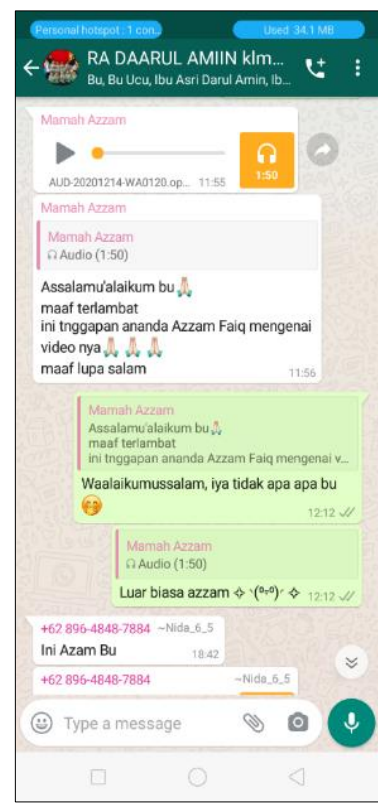 Personal hotspot : 1 con...
Used 34.1 MB
RA DAARUL AMIIN klm...
Bu, Bu Ucu, Ibu Asri Darul Amin, Ib...
Mamah Azzam
1:50
AUD-20201214-WA0120.op... 11:55
Mamah Azzam
Mamah Azzam
Audio (1:50)
Assalamu'alaikum bu🙏🏻
maaf terlambat
ini tnggapan ananda Azzam Faiq mengenai
video nya🙏🏻 🙏🏻 🙏🏻
maaf lupa salam
11:56
Mamah Azzam
Assalamu'alaikum bu🙏🏻
maaf terlambat
ini tnggapan ananda Azzam Faiq mengenai v...
Waalaikumussalam, iya tidak apa apa bu
🤭
12:12
Mamah Azzam
Audio (1:50)
Luar biasa azzam ✧ ◝(⁰▿⁰)◜ ✧ 12:12
+62 896-4848-7884 ~Nida_6_5
Ini Azam Bu
18:42
+62 896-4848-7884 ~Nida_6_5
Type a message